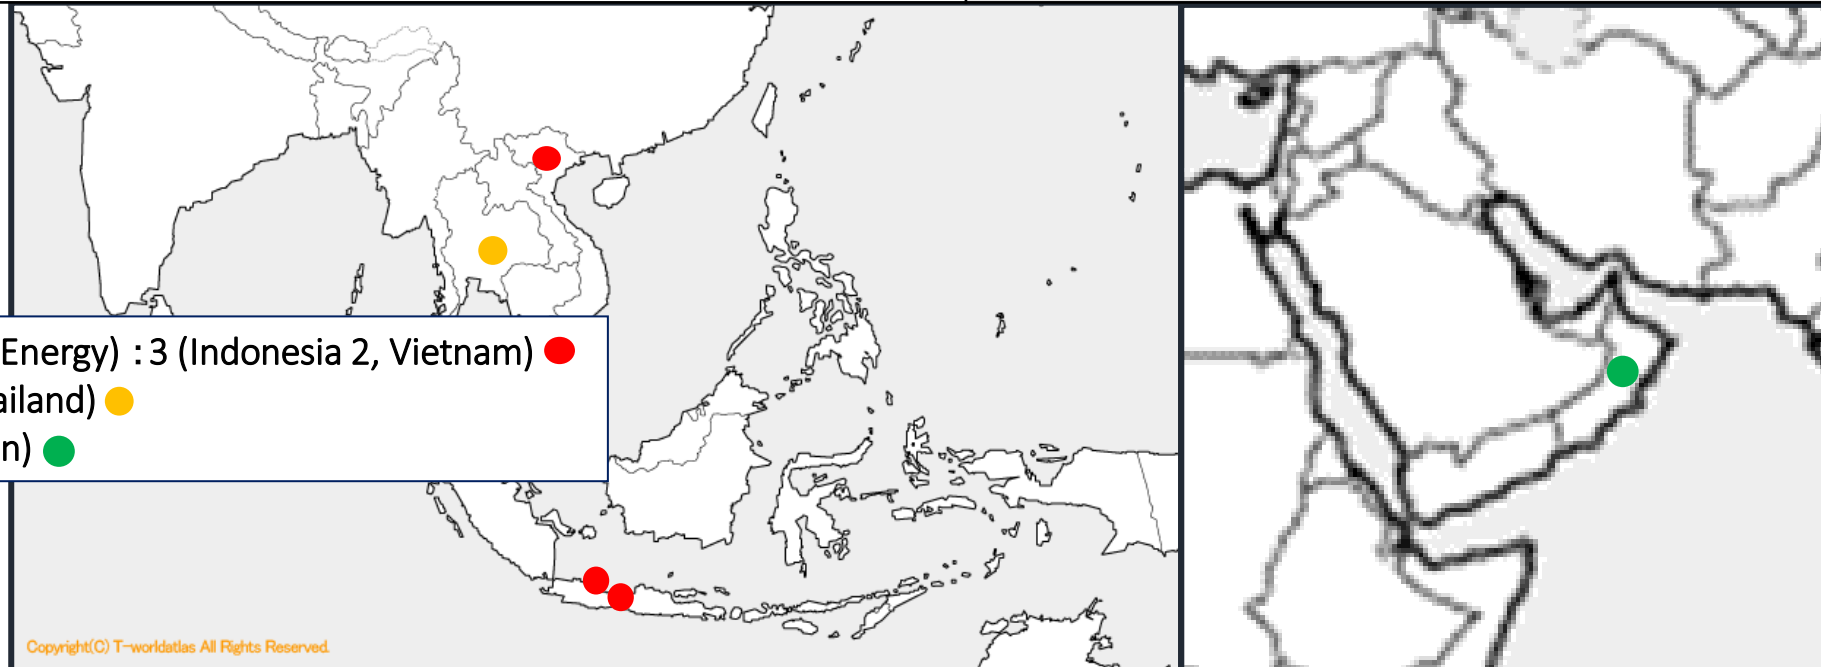 Energy) : 3 (Indonesia 2, Vietnam)
ailand)
n)
Copyright(C) T-worldatlas All Rights Reserved.